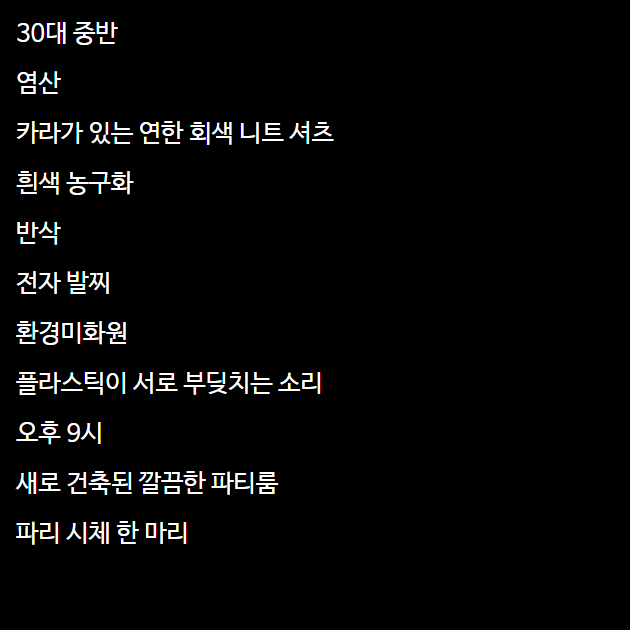 30대 중반
염산
카라가 있는 연한 회색 니트 셔츠
흰색 농구화
반삭
전자 발찌
환경미화원
플라스틱이 서로 부딪치는 소리
오후 9시
새로 건축된 깔끔한 파티룸
파리 시체 한 마리